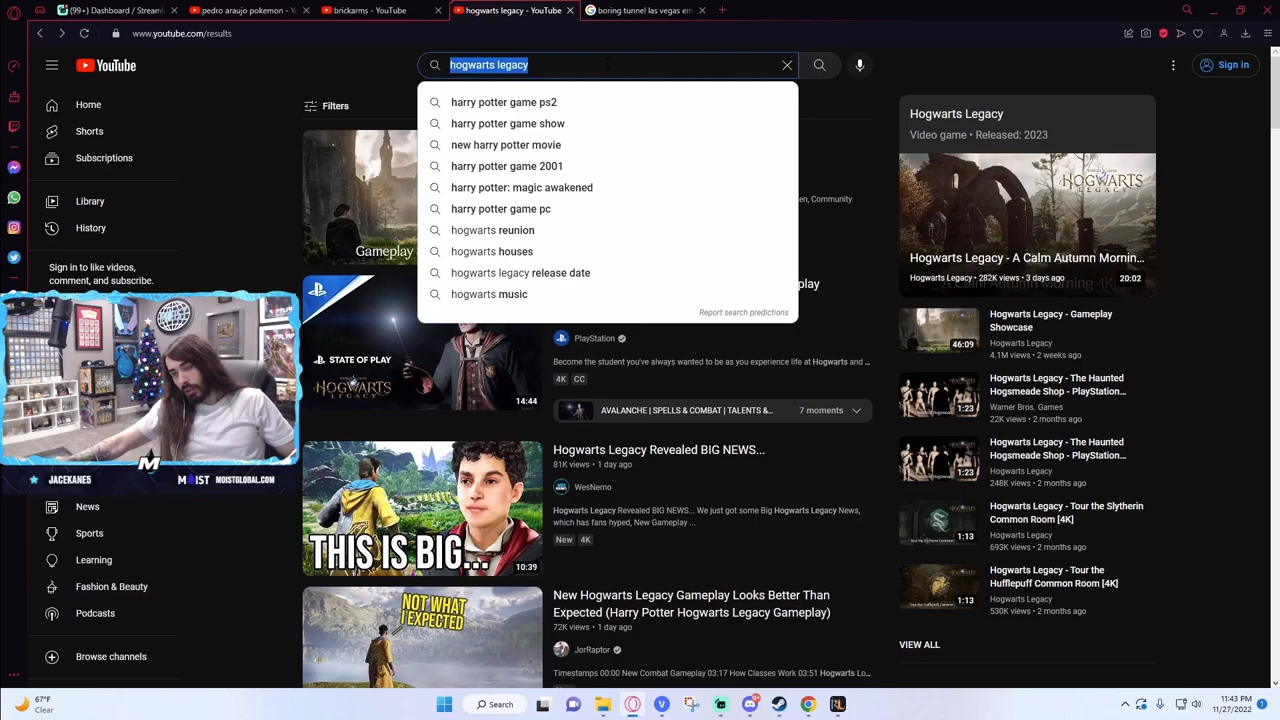 (99+) Dashboard / Streamla
pedro araujo pokemon - Yo
brickarms - YouTube
hogwarts legacy - YouTube
boring tunnel las vegas em
www.youtube.com/results
YouTube
hogwarts legacy
Sign in
harry potter game ps2
harry potter game show
new harry potter movie
harry potter game 2001
harry potter: magic awakened
harry potter game pc
hogwarts reunion
hogwarts houses
hogwarts legacy release date
hogwarts music
Report search predictions
Home
Shorts
Subscriptions
Library
History
Sign in to like videos,
comment, and subscribe.
JACEKANES
MOIST
MOISTGLOBAL.COM
News
Sports
Learning
Fashion & Beauty
Podcasts
Browse channels
Filters
Gameplay
en, Community
play
STATE OF PLAY
HOGWARTS
LEGACY
14:44
PlayStation
Become the student you've always wanted to be as you experience life at Hogwarts and ...
4K CC
AVALANCHE | SPELLS & COMBAT | TALENTS &...
7 moments
THIS IS BIG...
10:39
Hogwarts Legacy Revealed BIG NEWS...
81K views • 1 day ago
WesNemo
Hogwarts Legacy Revealed BIG NEWS... We just got some Big Hogwarts Legacy News,
which has fans hyped, New Gameplay ...
New 4K
NOT WHAT
I EXPECTED
New Hogwarts Legacy Gameplay Looks Better Than
Expected (Harry Potter Hogwarts Legacy Gameplay)
72K views • 1 day ago
JorRaptor
Timestamps 00:00 New Combat Gameplay 03:17 How Classes Work 03:51 Hogwarts Lo...
Hogwarts Legacy
Video game • Released: 2023
HOGWARTS
LEGACY
Hogwarts Legacy - A Calm Autumn Mornin...
Hogwarts Legacy • 282K views • 3 days ago
20:02
A Calm Autumn Morning 4K
Hogwarts Legacy - Gameplay
Showcase
Hogwarts Legacy
4.1M views • 2 weeks ago
46:09
Hogwarts Legacy - The Haunted
Hogsmeade Shop - PlayStation...
Warner Bros. Games
22K views • 2 months ago
1:23
Hogwarts Legacy - The Haunted
Hogsmeade Shop - PlayStation...
Hogwarts Legacy
248K views • 2 months ago
1:23
Hogwarts Legacy - Tour the Slytherin
Common Room [4K]
Hogwarts Legacy
693K views • 2 months ago
1:13
Hogwarts Legacy - Tour the
Hufflepuff Common Room [4K]
Hogwarts Legacy
530K views • 2 months ago
1:13
VIEW ALL
67°F
Clear
Search
11:43 PM
11/27/2022